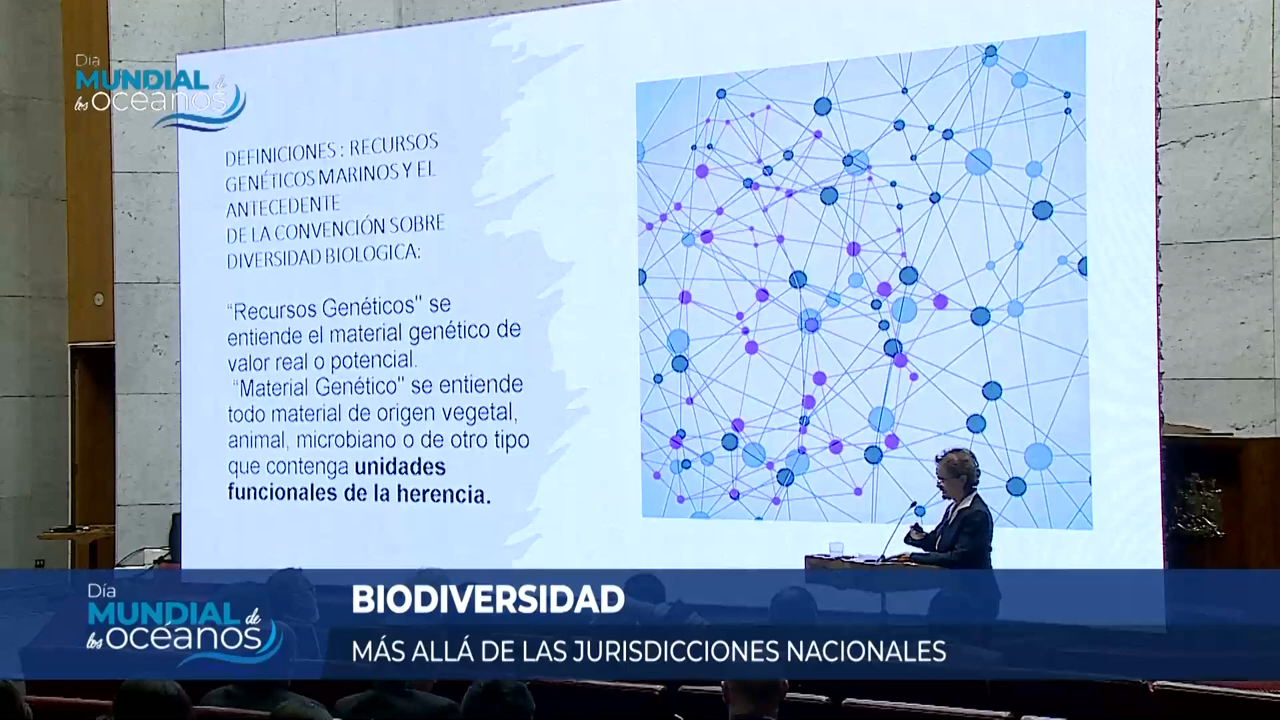 Día
MUNDIAL de
los océanos
DEFINICIONES : RECURSOS
GENÉTICOS MARINOS Y EL
ANTECEDENTE
DE LA CONVENCIÓN SOBRE
DIVERSIDAD BIOLOGICA:
“Recursos Genéticos" se
entiende el material genético de
valor real o potencial.
“Material Genético" se entiende
todo material de origen vegetal,
animal, microbiano o de otro tipo
que contenga unidades
funcionales de la herencia.
Día
MUNDIAL de
los océanos
BIODIVERSIDAD
MÁS ALLÁ DE LAS JURISDICCIONES NACIONALES